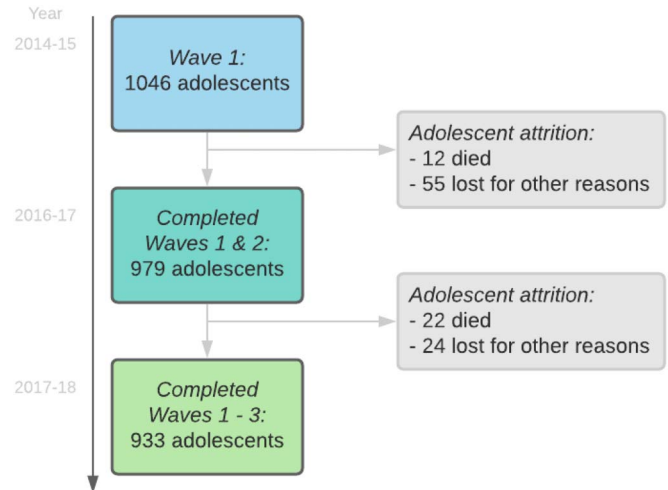 Year
2014-15
Wave 1:
1046 adolescents
Adolescent attrition:
- 12 died
- 55 lost for other reasons
2016-17
Completed
Waves 1 & 2:
979 adolescents
Adolescent attrition:
- 22 died
- 24 lost for other reasons
2017-18
Completed
Waves 1 - 3:
933 adolescents